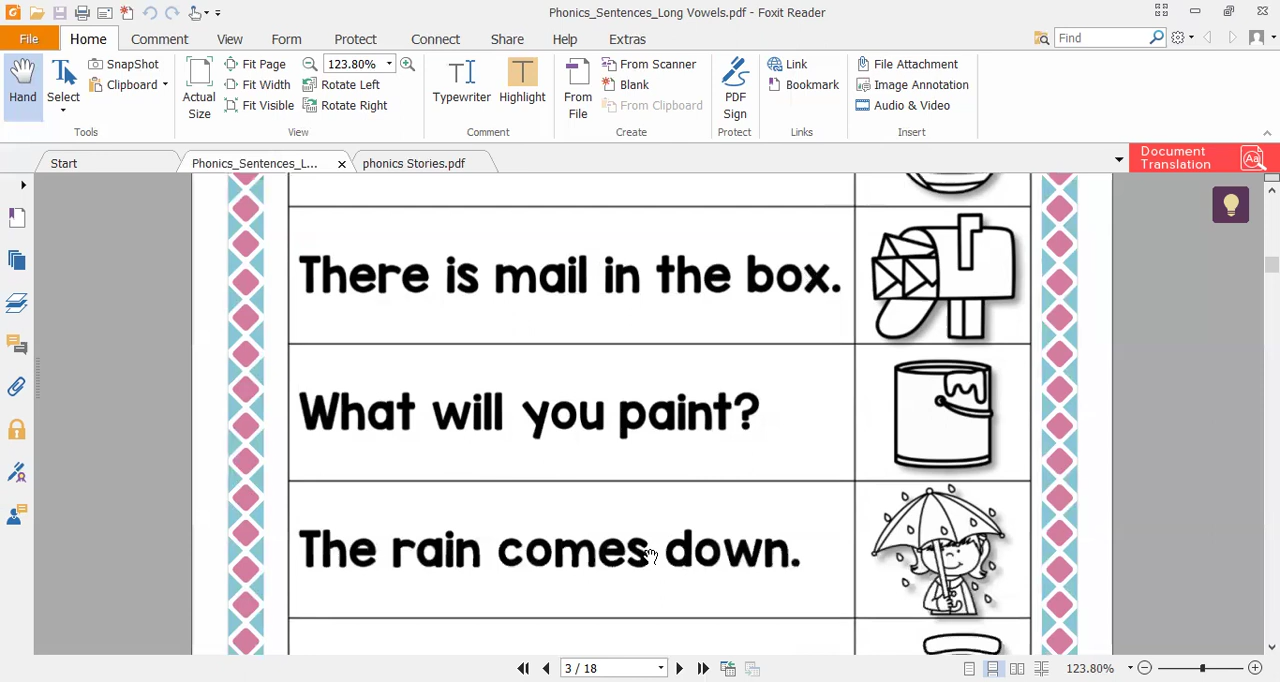 Phonics_Sentences_Long Vowels.pdf - Foxit Reader
File Home Comment View Form Protect Connect Share Help Extras
Find
Hand
Select
SnapShot
Clipboard
Tools
Actual Size
Fit Page
Fit Width
Fit Visible
123.80%
Rotate Left
Rotate Right
View
Typewriter
Highlight
Comment
From File
From Scanner
Blank
From Clipboard
Create
PDF Sign
Protect
Link
Bookmark
Links
File Attachment
Image Annotation
Audio & Video
Insert
Start Phonics_Sentences_L... phonics Stories.pdf
Document
Translation
There is mail in the box.
What will you paint?
The rain comes down.
3 / 18
123.80%